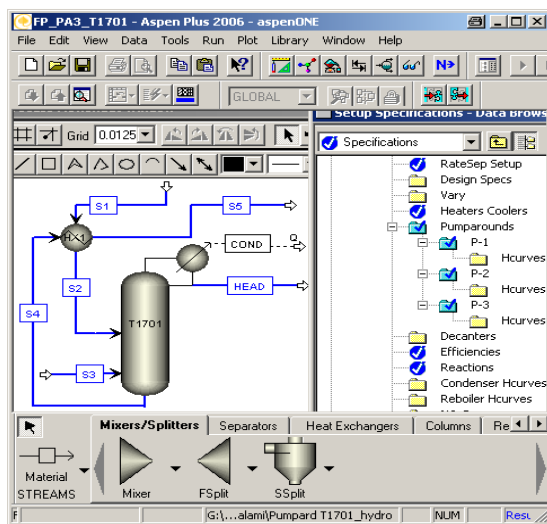 FP_PA3_T1701 - Aspen Plus 2006 - aspenONE
File Edit View Data Tools Run Plot Library Window Help
N>
GLOBAL
Setup Specifications - Data Brows
Grid 0.0125
Specifications
RateSep Setup
Design Specs
Vary
Heaters Coolers
Pumparounds
P-1
Hcurves
P-2
Hcurves
P-3
Hcurves
Decanters
Efficiencies
Reactions
Condenser Hcurves
Reboiler Hcurves
S1
S5
HX1
COND
Q
S2
HEAD
S4
T1701
S3
Mixers/Splitters Separators Heat Exchangers Columns Re
Material
STREAMS
Mixer
FSplit
SSplit
G:\...alami\Pumpard T1701_hydro NUM Resu